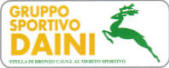 GRUPPO
SPORTIVO
DAINI
STELLA DI BRONZO C.O.N.I. AL MERITO SPORTIVO